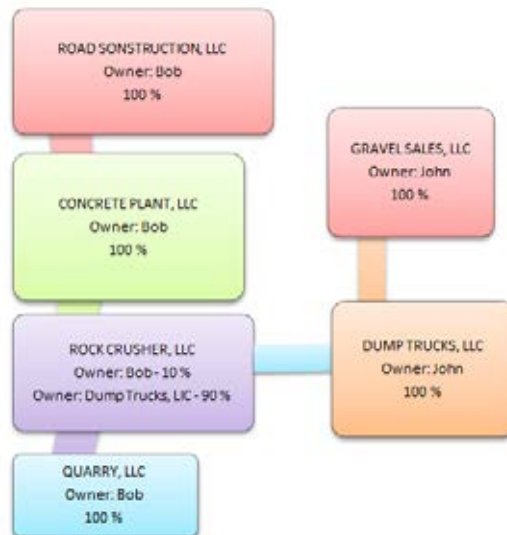 ROAD SONSTRUCTION, LLC
Owner: Bob
100 %
GRAVEL SALES, LLC
Owner: John
100 %
CONCRETE PLANT, LLC
Owner: Bob
100 %
ROCK CRUSHER, LLC
Owner: Bob - 10 %
Owner: Dump Trucks, LIC - 90 %
DUMP TRUCKS, LLC
Owner: John
100 %
QUARRY, LLC
Owner: Bob
100 %